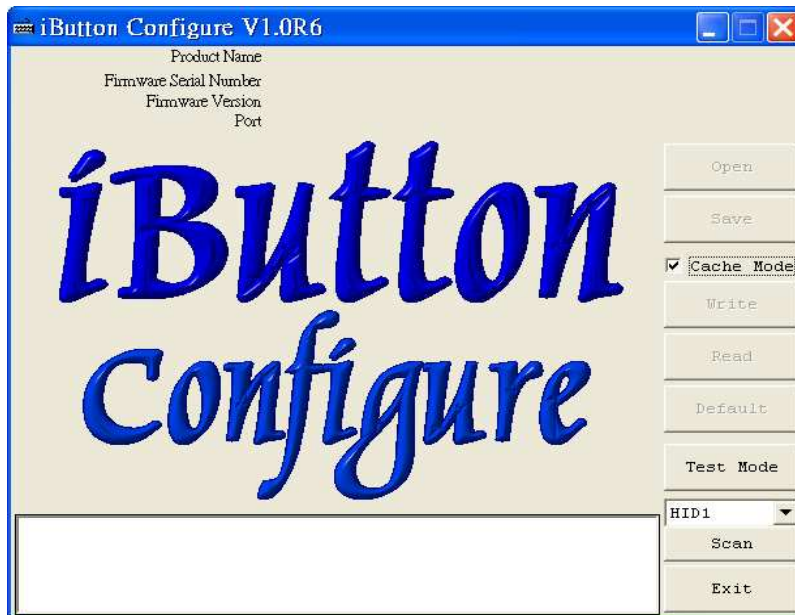 iButton Configure V1.0R6
Product Name
Firmware Serial Number
Firmware Version
Port
iButton
Configure
Open
Save
Cache Mode
Write
Read
Default
Test Mode
HID1
Scan
Exit